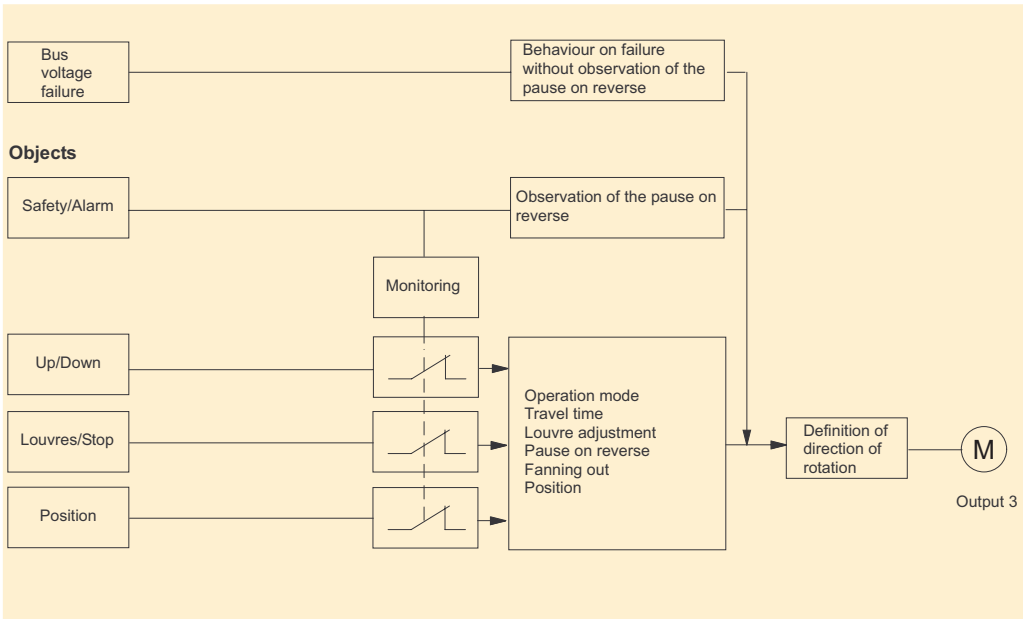 Bus
voltage
failure
Behaviour on failure
without observation of the
pause on reverse
Objects
Safety/Alarm
Observation of the pause on
reverse
Monitoring
Up/Down
Louvres/Stop
Position
Operation mode
Travel time
Louvre adjustment
Pause on reverse
Fanning out
Position
Definition of
direction of
rotation
M
Output 3